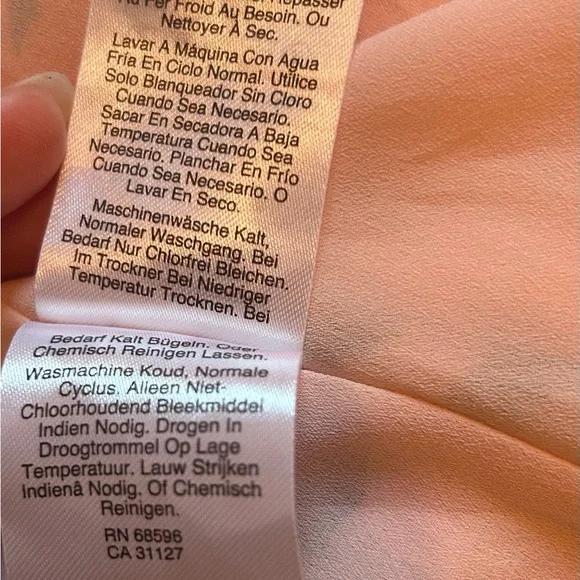 Au Fer Froid Au Besoin. Ou
Nettoyer À Sec.
Lavar A Máquina Con Agua
Fría En Ciclo Normal. Utilice
Solo Blanqueador Sin Cloro
Cuando Sea Necesario.
Sacar En Secadora A Baja
Temperatura Cuando Sea
Necesario. Planchar En Frío
Cuando Sea Necesario. O
Lavar En Seco.
Maschinenwäsche Kalt,
Normaler Waschgang. Bei
Bedarf Nur Chlorfrei Bleichen.
Im Trockner Bei Niedriger
Temperatur Trocknen. Bei
Bedarf Kalt Bügeln. Oder
Chemisch Reinigen Lassen.
Wasmachine Koud, Normale
Cyclus. Alleen Niet-
Chloorhoudend Bleekmiddel
Indien Nodig. Drogen In
Droogtrommel Op Lage
Temperatuur. Lauw Strijken
Indienâ Nodig. Of Chemisch
Reinigen.
RN 68596
CA 31127